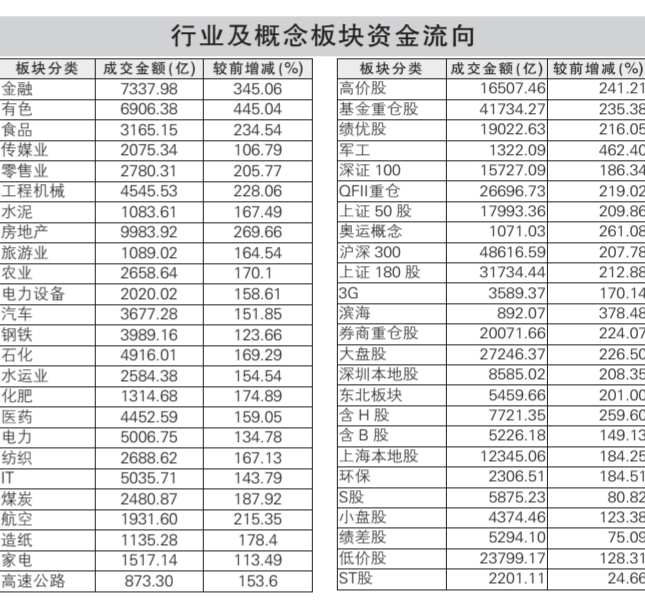 行业及概念板块资金流向
板块分类 成交金额(亿) 较前增减(%)
金融 7337.98 345.06
有色 6906.38 445.04
食品 3165.15 234.54
传媒业 2075.34 106.79
零售业 2780.31 205.77
工程机械 4545.53 228.06
水泥 1083.61 167.49
房地产 9983.92 269.66
旅游业 1089.02 164.54
农业 2658.64 170.1
电力设备 2020.02 158.61
汽车 3677.28 151.85
钢铁 3989.16 123.66
石化 4916.01 169.29
水运业 2584.38 154.54
化肥 1314.68 174.89
医药 4452.59 159.05
电力 5006.75 134.78
纺织 2688.62 167.13
IT 5035.71 143.79
煤炭 2480.87 187.92
航空 1931.60 215.35
造纸 1135.28 178.4
家电 1517.14 113.49
高速公路 873.30 153.6
板块分类 成交金额(亿) 较前增减(%)
高价股 16507.46 241.21
基金重仓股 41734.27 235.38
绩优股 19022.63 216.05
军工 1322.09 462.40
深证100 15727.09 186.34
QFII重仓 26696.73 219.02
上证50股 17993.36 209.86
奥运概念 1071.03 261.08
沪深300 48616.59 207.78
上证180股 31734.44 212.88
3G 3589.37 170.14
滨海 892.07 378.48
券商重仓股 20071.66 224.07
大盘股 27246.37 226.50
深圳本地股 8585.02 208.35
东北板块 5459.66 201.00
含H股 7721.35 259.60
含B股 5226.18 149.13
上海本地股 12345.06 184.25
环保 2306.51 184.51
S股 5875.23 80.82
小盘股 4374.46 123.38
绩差股 5294.10 75.09
低价股 23799.17 128.31
ST股 2201.11 24.66